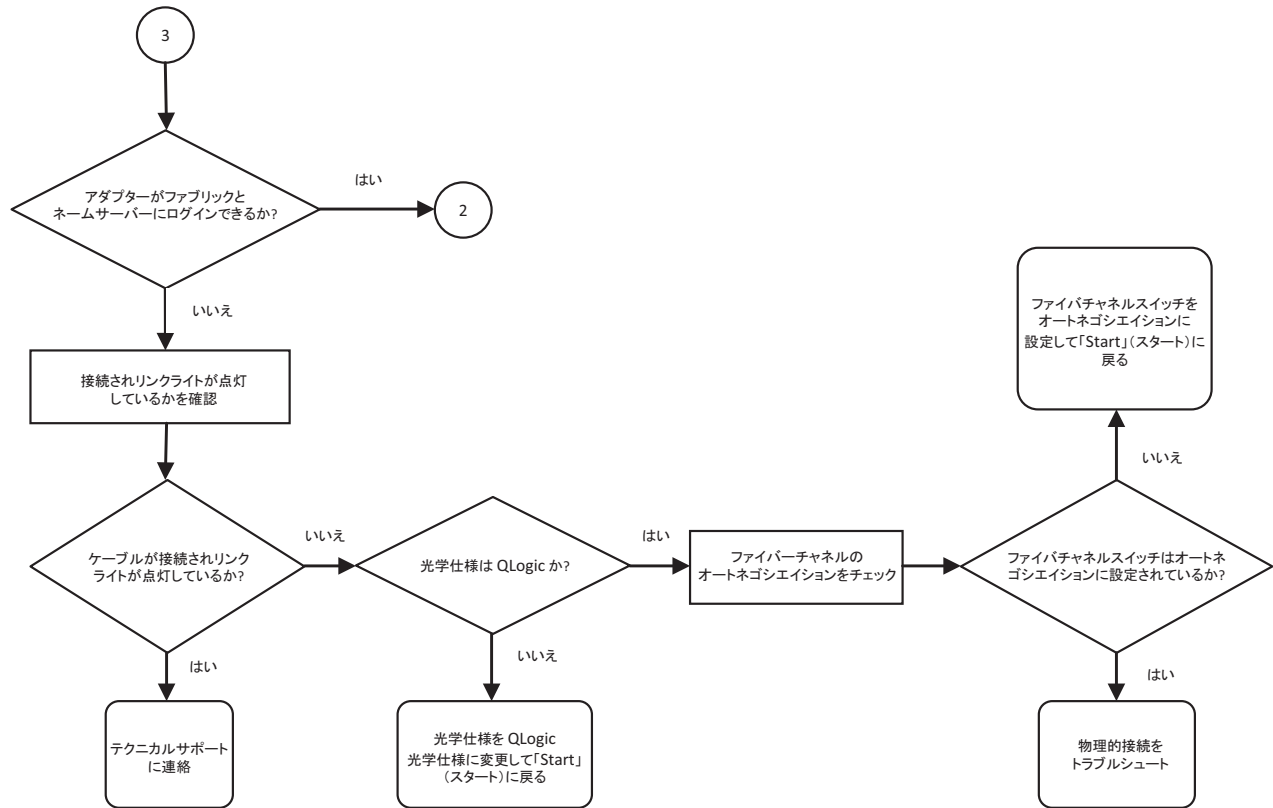 3
アダプターがファブリックと
ネームサーバーにログインできるか?
はい
2
いいえ
接続されリンクライトが点灯
しているかを確認
ケーブルが接続されリンク
ライトが点灯しているか?
いいえ
はい
テクニカルサポート
に連絡
光学仕様は QLogic か?
はい
いいえ
光学仕様を QLogic
光学仕様に変更して「Start」
(スタート)に戻る
ファイバーチャネルの
オートネゴシエイションをチェック
ファイバチャネルスイッチはオートネ
ゴシエイションに設定されているか?
いいえ
ファイバチャネルスイッチを
オートネゴシエイションに
設定して「Start」(スタート)に
戻る
はい
物理的接続を
トラブルシュート